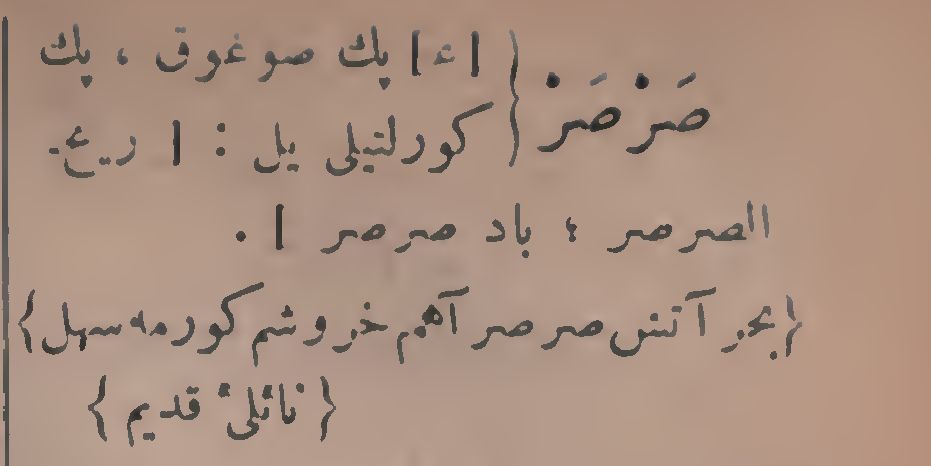 صَرْصَرْ } [ع] پك صوغوق ، پك
كورلتيلى يل : [ ريح-
الصرصر ؛ باد صرصر ] .
{بحر آتش صرصر آهم خروشم كورمه سهل}
{ نائلئ قديم }